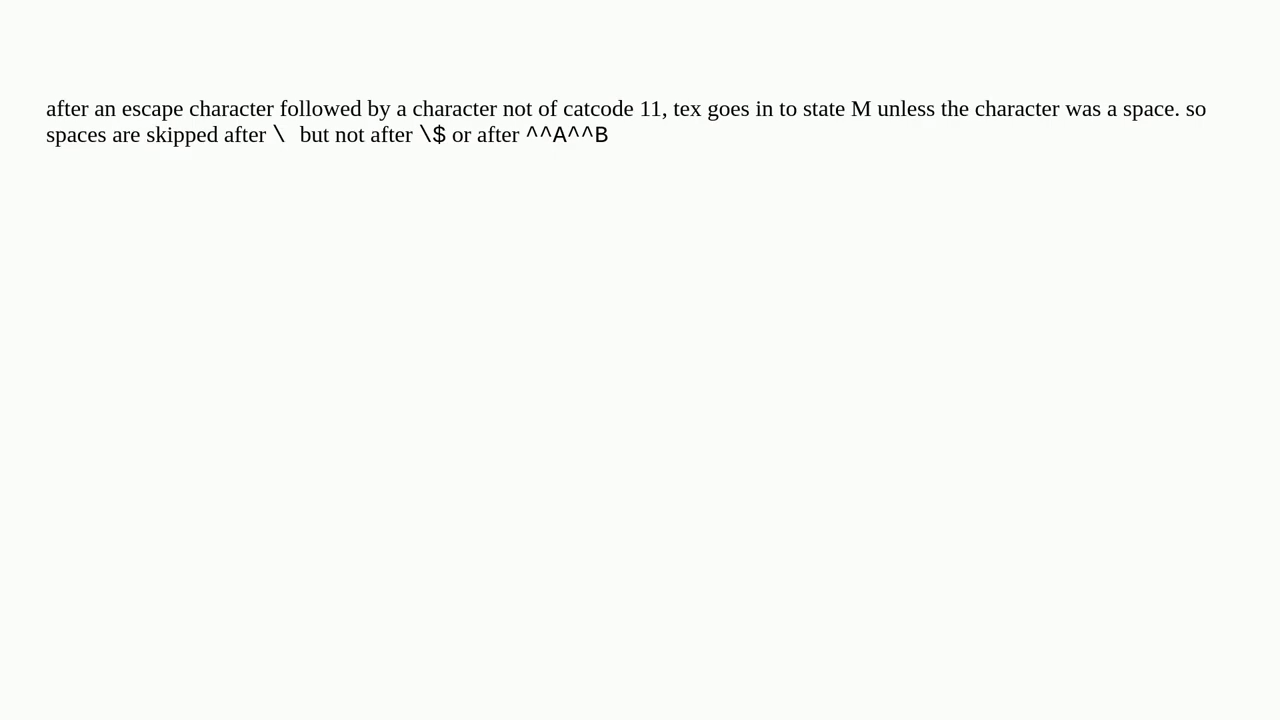 after an escape character followed by a character not of catcode 11, tex goes in to state M unless the character was a space. so
spaces are skipped after \  but not after \$ or after ^^A^^B